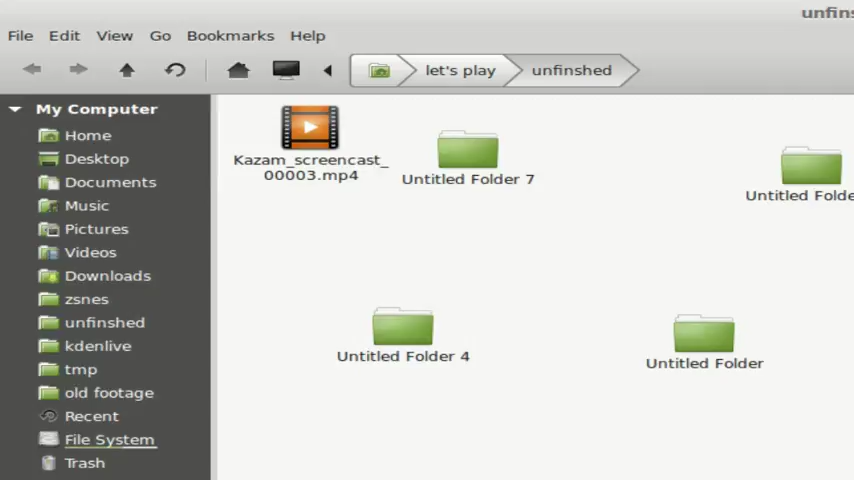 unfins
File Edit View Go Bookmarks Help
let's play unfinshed
My Computer
Home
Desktop
Documents
Music
Pictures
Videos
Downloads
zsnes
unfinshed
kdenlive
tmp
old footage
Recent
File System
Trash
Kazam_screencast_
00003.mp4
Untitled Folder 7
Untitled Folde
Untitled Folder 4
Untitled Folder